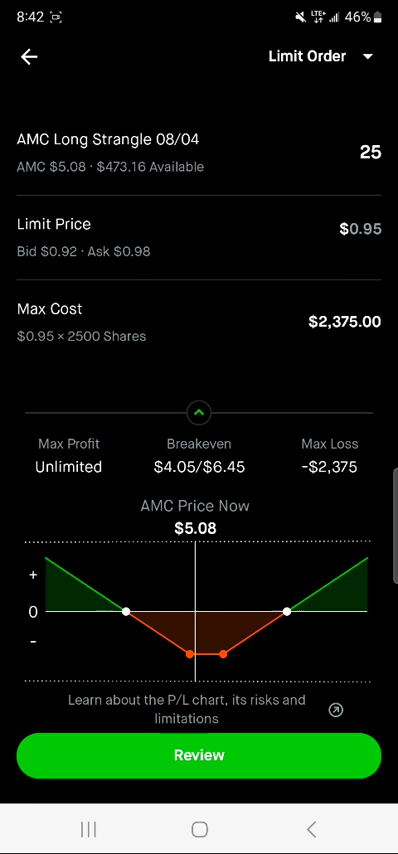 8:42
LTE+
46%
Limit Order
AMC Long Strangle 08/04
25
AMC $5.08 · $473.16 Available
Limit Price
$0.95
Bid $0.92 · Ask $0.98
Max Cost
$2,375.00
$0.95 × 2500 Shares
Max Profit
Breakeven
Max Loss
Unlimited
$4.05/$6.45
-$2,375
AMC Price Now
$5.08
+
0
-
Learn about the P/L chart, its risks and
limitations
Review